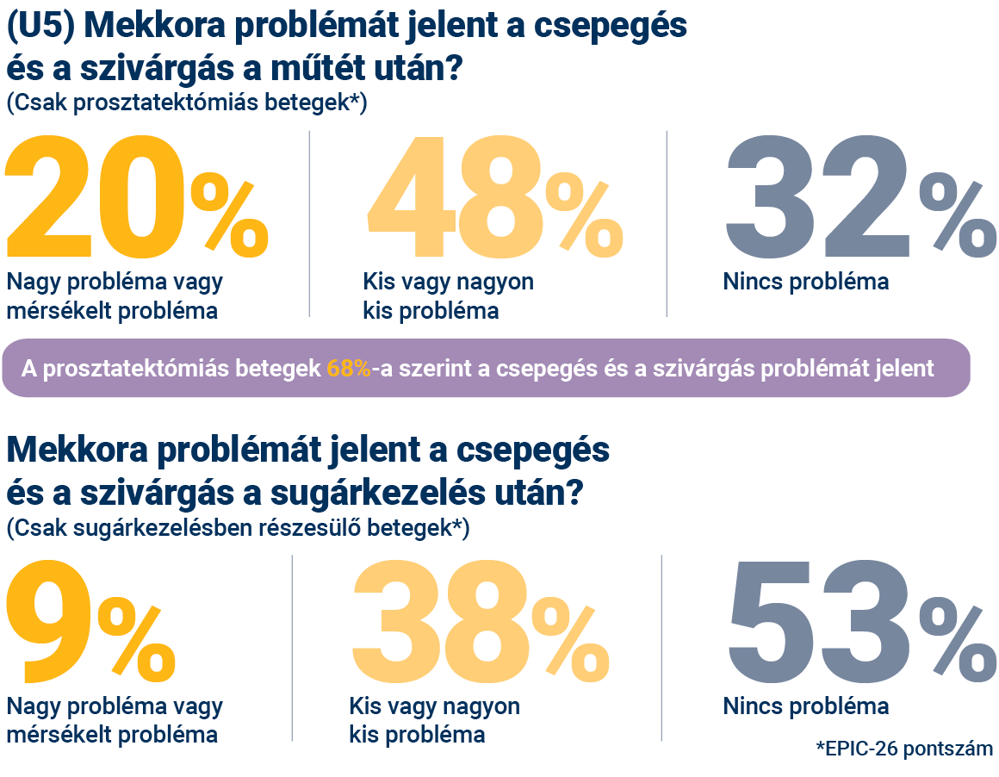 (U5) Mekkora problémát jelent a csepegés
és a szivárgás a műtét után?
(Csak prosztatektómiás betegek*)
20% 48% 32%
Nagy probléma vagy
mérsékelt probléma
Kis vagy nagyon
kis probléma
Nincs probléma
A prosztatektómiás betegek 68%-a szerint a csepegés és a szivárgás problémát jelent
Mekkora problémát jelent a csepegés
és a szivárgás a sugárkezelés után?
(Csak sugárkezelésben részesülő betegek*)
9% 38% 53%
Nagy probléma vagy
mérsékelt probléma
Kis vagy nagyon
kis probléma
Nincs probléma
*EPIC-26 pontszám